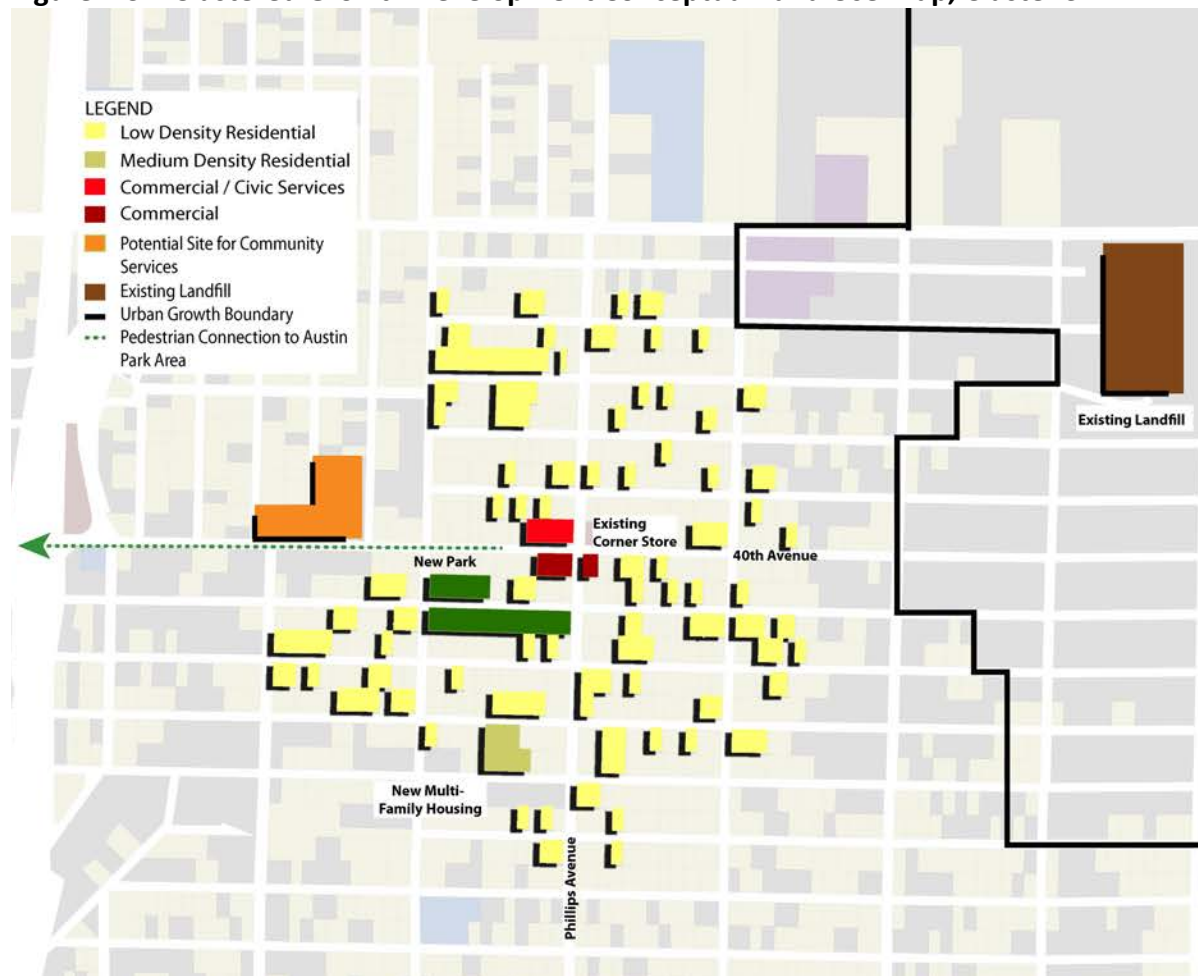 LEGEND
Low Density Residential
Medium Density Residential
Commercial / Civic Services
Commercial
Potential Site for Community
Services
Existing Landfill
Urban Growth Boundary
Pedestrian Connection to Austin
Park Area
Existing Landfill
Existing
Corner Store
40th Avenue
New Park
New Multi-
Family Housing
Phillips Avenue